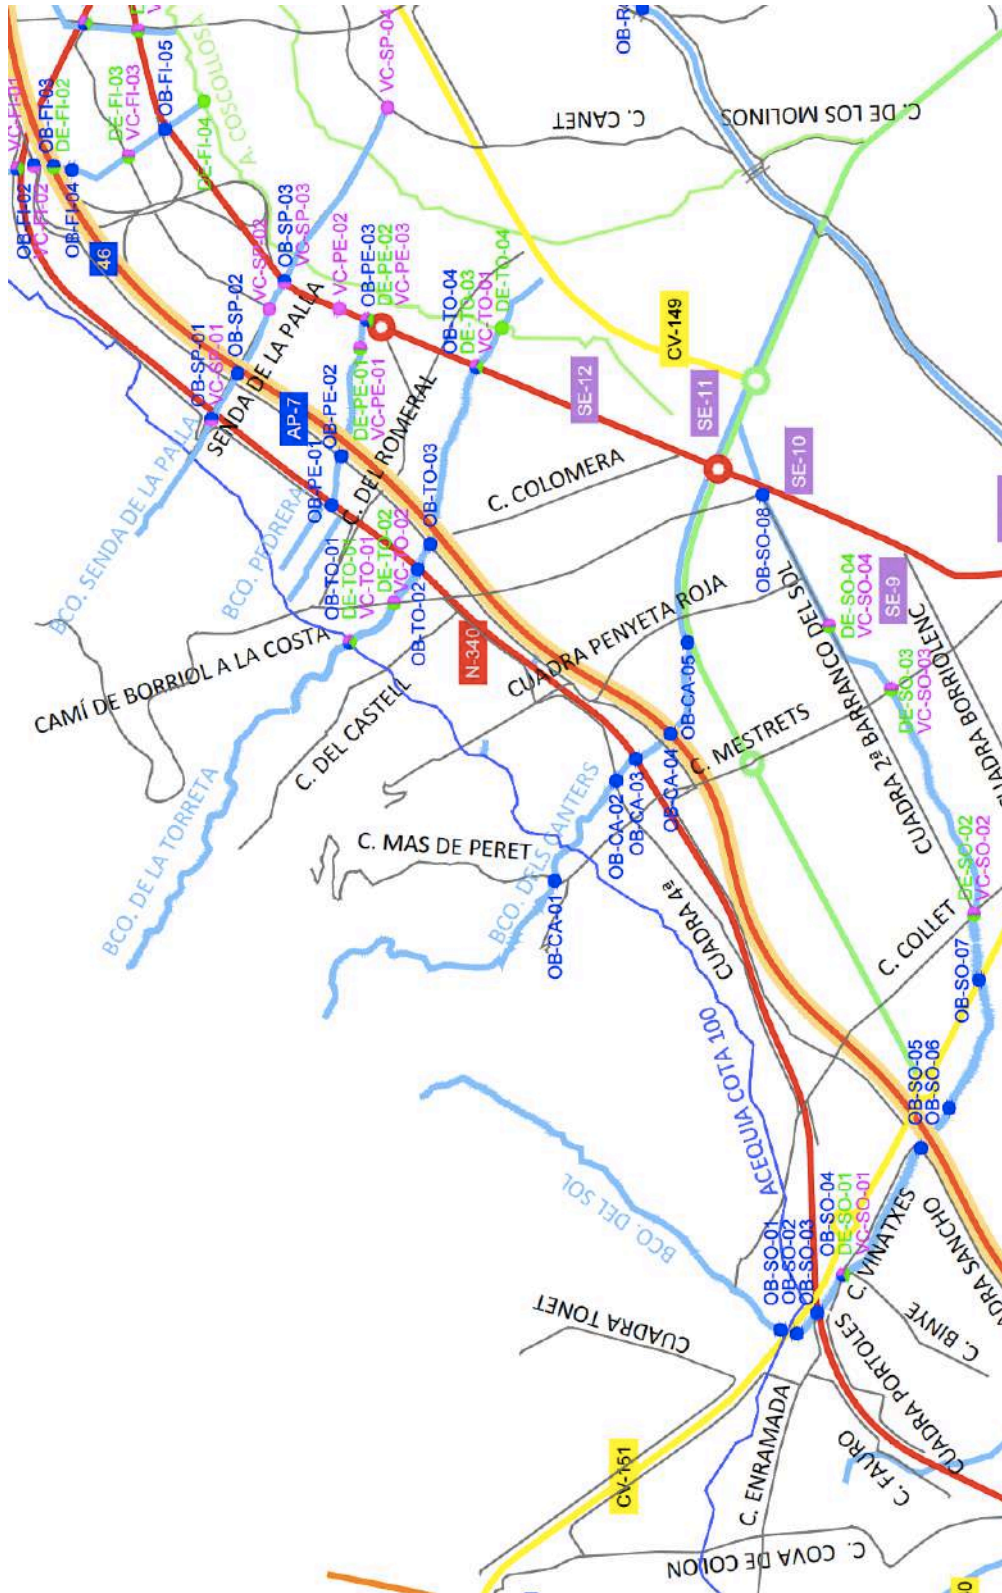 VC-FI-01
OB-FI-02
VC-FI-02
OB-FI-03
DE-FI-02
OB-FI-04
DE-FI-03
VC-FI-03
OB-FI-05
DE-FI-04
A. COSCOLLOSA
VC-SP-04
C. CANET
C. DE LOS MOLINOS
46
OB-SP-01
VC-SP-01
OB-SP-02
VC-SP-02
OB-SP-03
VC-SP-03
SENDA DE LA PALLA
BCO. SENDA DE LA PALLA
AP-7
VC-PE-02
OB-PE-03
DE-PE-02
VC-PE-03
DE-PE-01
VC-PE-01
OB-PE-02
OB-PE-01
BCO. PEDRERA
C. DEL ROMERAL
OB-TO-04
DE-TO-03
VC-TO-01
DE-TO-04
CV-149
SE-12
SE-11
SE-10
SE-9
OB-TO-01
DE-TO-01
VC-TO-01
DE-TO-02
VC-TO-02
OB-TO-02
OB-TO-03
C. COLOMERA
CAMÍ DE BORRIOL A LA COSTA
C. DEL CASTELL
BCO. DE LA TORRETA
N-340
CUADRA PENYETA ROJA
OB-SO-08
CUADRA 2ª BARRANCO DEL SOL
DE-SO-04
VC-SO-04
DE-SO-03
VC-SO-03
CUADRA BORRIOLENC
OB-CA-05
OB-CA-04
OB-CA-03
OB-CA-02
OB-CA-01
C. MESTRETS
C. MAS DE PERET
BCO. DELS CANTERS
CUADRA 4ª
C. COLLET
DE-SO-02
VC-SO-02
OB-SO-07
OB-SO-05
OB-SO-06
ACEQUIA COTA 100
BCO. DEL SOL
OB-SO-01
OB-SO-02
OB-SO-03
OB-SO-04
DE-SO-01
VC-SO-01
C. VINATXES
C. BINYE
CUADRA TONET
CUADRA PORTOLES
C. FAURO
C. ENRAMADA
CV-151
C. COVA DE COLON